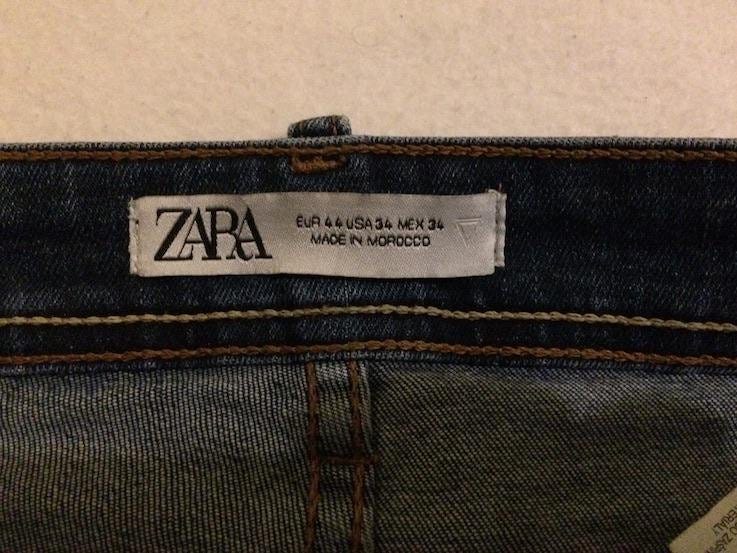 ZARA
EUR 44 USA 34 MEX 34
MADE IN MOROCCO